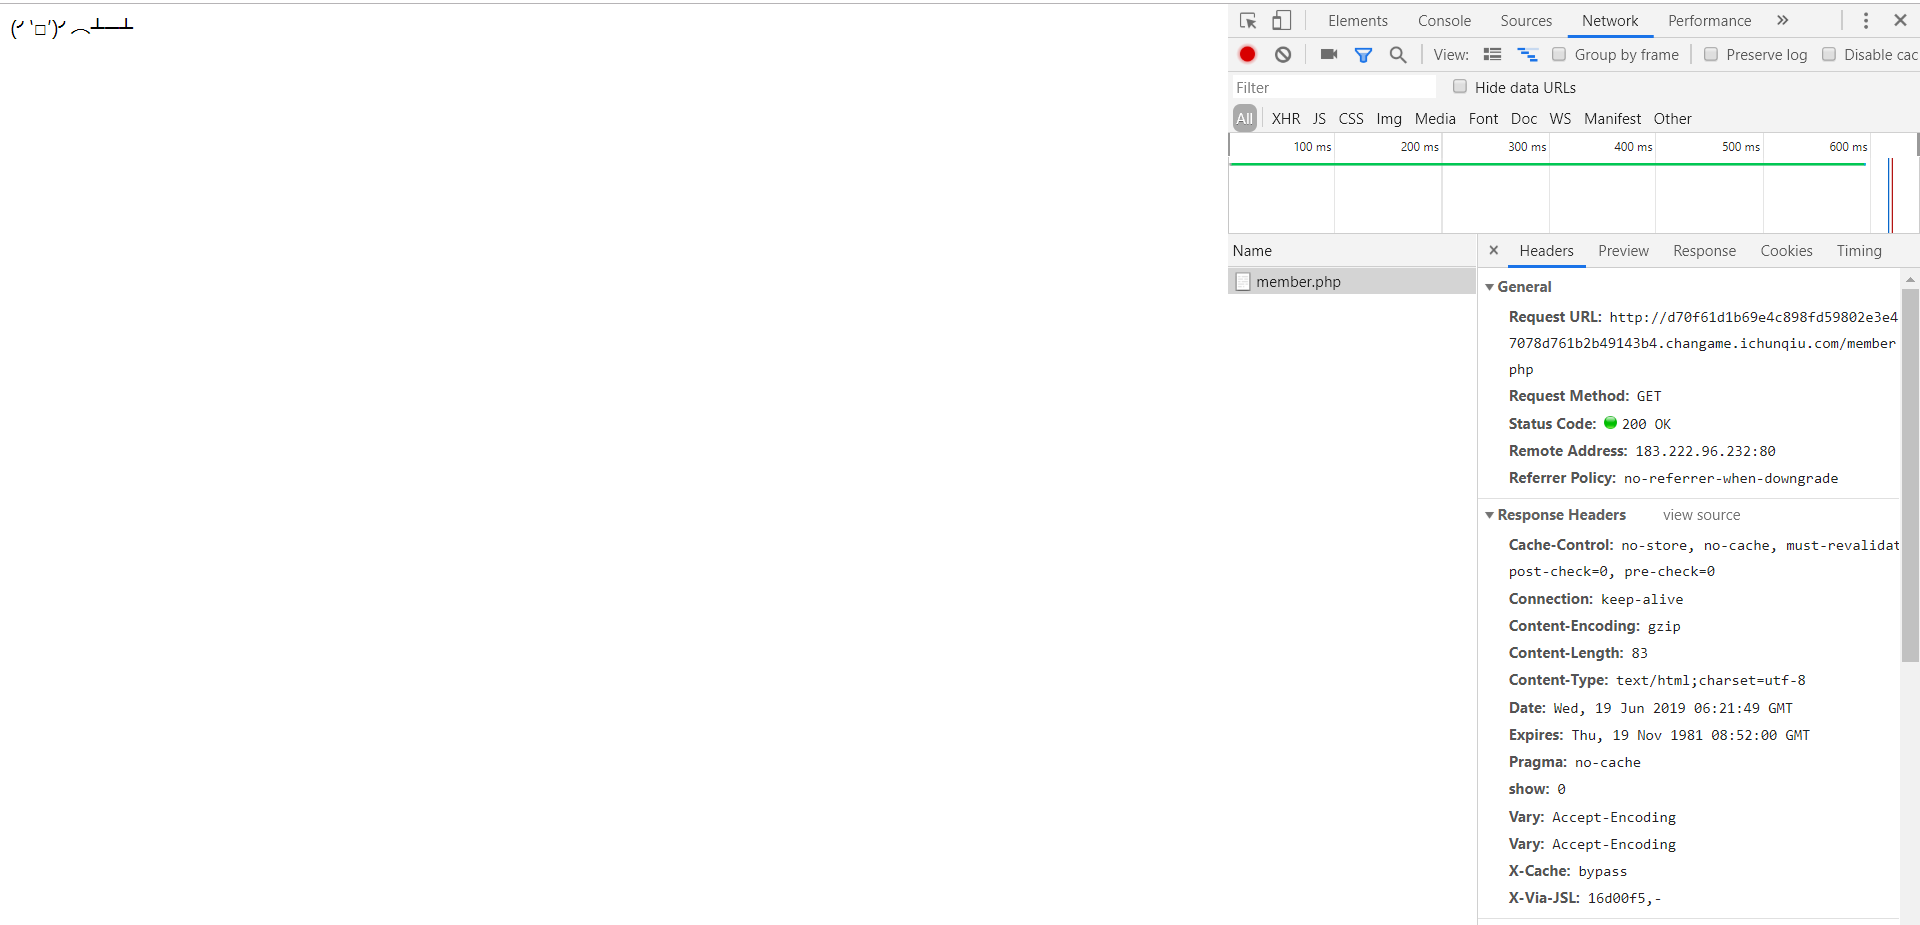 (╯‵□′)╯︵┻━┻
Elements Console Sources Network Performance
View: Group by frame Preserve log Disable cac
Filter Hide data URLs
All XHR JS CSS Img Media Font Doc WS Manifest Other
100 ms 200 ms 300 ms 400 ms 500 ms 600 ms
Name
member.php
Headers Preview Response Cookies Timing
General
Request URL: http://d70f61d1b69e4c898fd59802e3e4
7078d761b2b49143b4.changame.ichunqiu.com/member
php
Request Method: GET
Status Code: 200 OK
Remote Address: 183.222.96.232:80
Referrer Policy: no-referrer-when-downgrade
Response Headers view source
Cache-Control: no-store, no-cache, must-revalidat
post-check=0, pre-check=0
Connection: keep-alive
Content-Encoding: gzip
Content-Length: 83
Content-Type: text/html;charset=utf-8
Date: Wed, 19 Jun 2019 06:21:49 GMT
Expires: Thu, 19 Nov 1981 08:52:00 GMT
Pragma: no-cache
show: 0
Vary: Accept-Encoding
Vary: Accept-Encoding
X-Cache: bypass
X-Via-JSL: 16d00f5,-